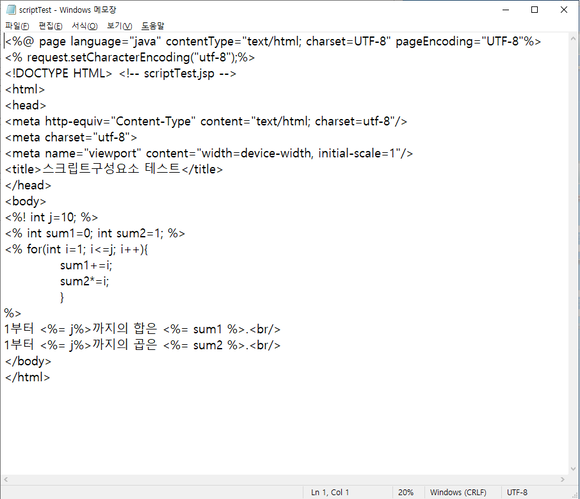 scriptTest - Windows 메모장
파일(F) 편집(E) 서식(O) 보기(V) 도움말
<%@ page language="java" contentType="text/html; charset=UTF-8" pageEncoding="UTF-8"%>
<% request.setCharacterEncoding("utf-8");%>
<!DOCTYPE HTML> <!-- scriptTest.jsp -->
<html>
<head>
<meta http-equiv="Content-Type" content="text/html; charset=utf-8"/>
<meta charset="utf-8">
<meta name="viewport" content="width=device-width, initial-scale=1"/>
<title>스크립트구성요소 테스트</title>
</head>
<body>
<%! int j=10; %>
<% int sum1=0; int sum2=1; %>
<% for(int i=1; i<=j; i++){
sum1+=i;
sum2*=i;
}
%>
1부터 <%= j%>까지의 합은 <%= sum1 %>.<br/>
1부터 <%= j%>까지의 곱은 <%= sum2 %>.<br/>
</body>
</html>
Ln 1, Col 1 20% Windows (CRLF) UTF-8